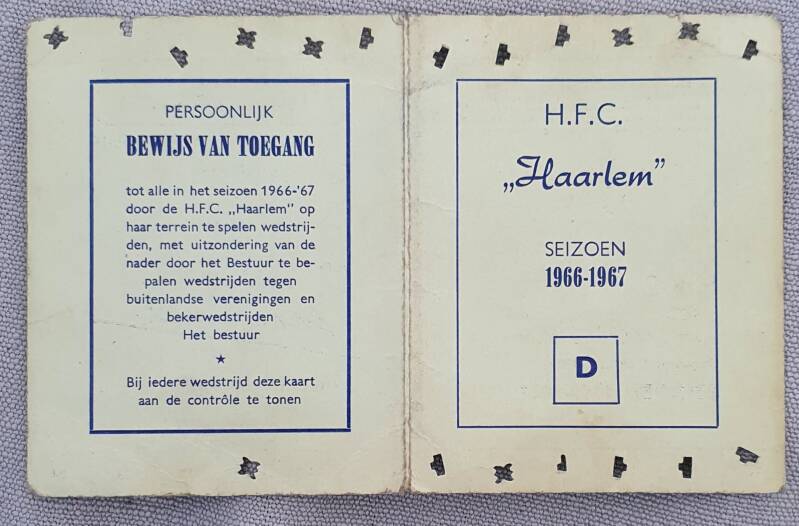 PERSOONLIJK
BEWIJS VAN TOEGANG
tot alle in het seizoen 1966-'67
door de H.F.C. „Haarlem" op
haar terrein te spelen wedstrij-
den, met uitzondering van de
nader door het Bestuur te be-
palen wedstrijden tegen
buitenlandse verenigingen en
bekerwedstrijden
Het bestuur
★
Bij iedere wedstrijd deze kaart
aan de contrôle te tonen
H.F.C.
„Haarlem”
SEIZOEN
1966-1967
D